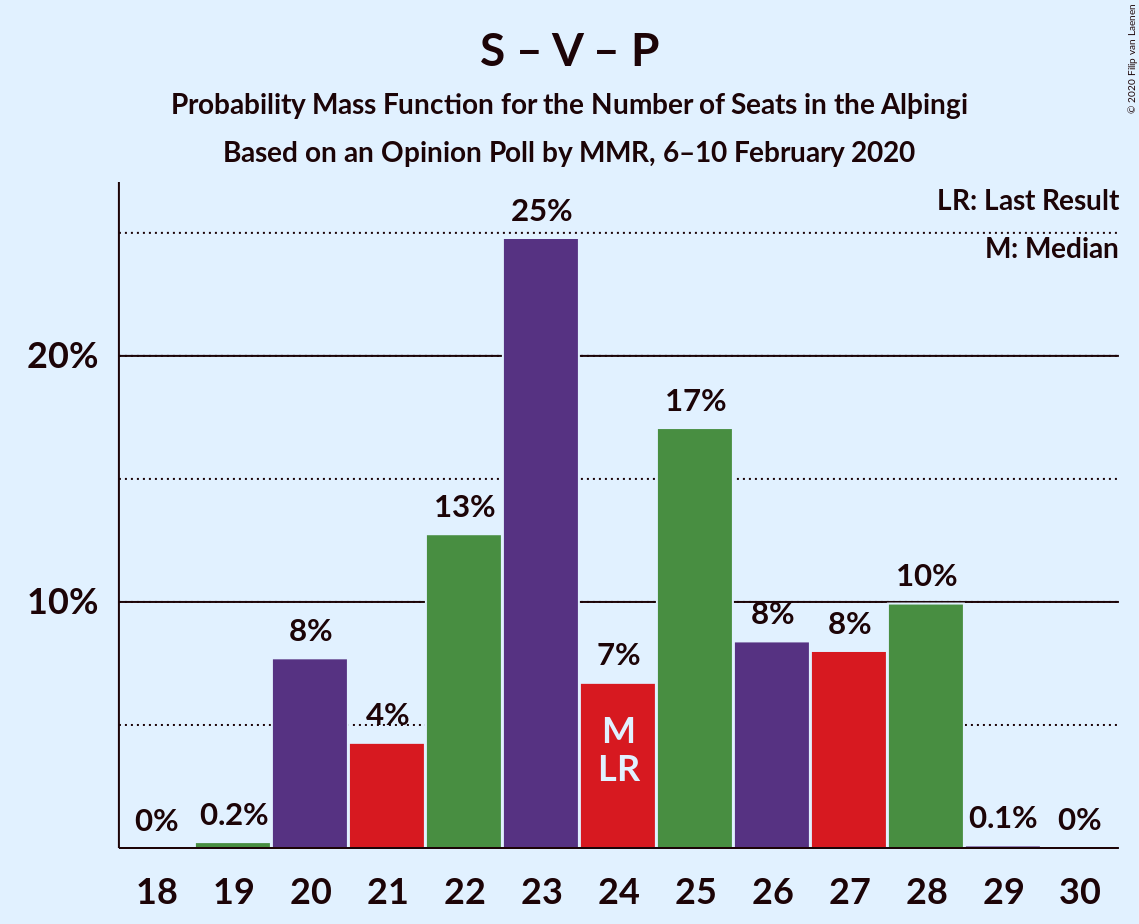 S – V – P
Probability Mass Function for the Number of Seats in the Alþingi
Based on an Opinion Poll by MMR, 6–10 February 2020
© 2020 Filip van Laenen
LR: Last Result
M: Median
25%
20%
17%
13%
10%
10%
8%
8%
8%
7%
4%
M
LR
0%
0.2%
0.1%
0%
18 19 20 21 22 23 24 25 26 27 28 29 30